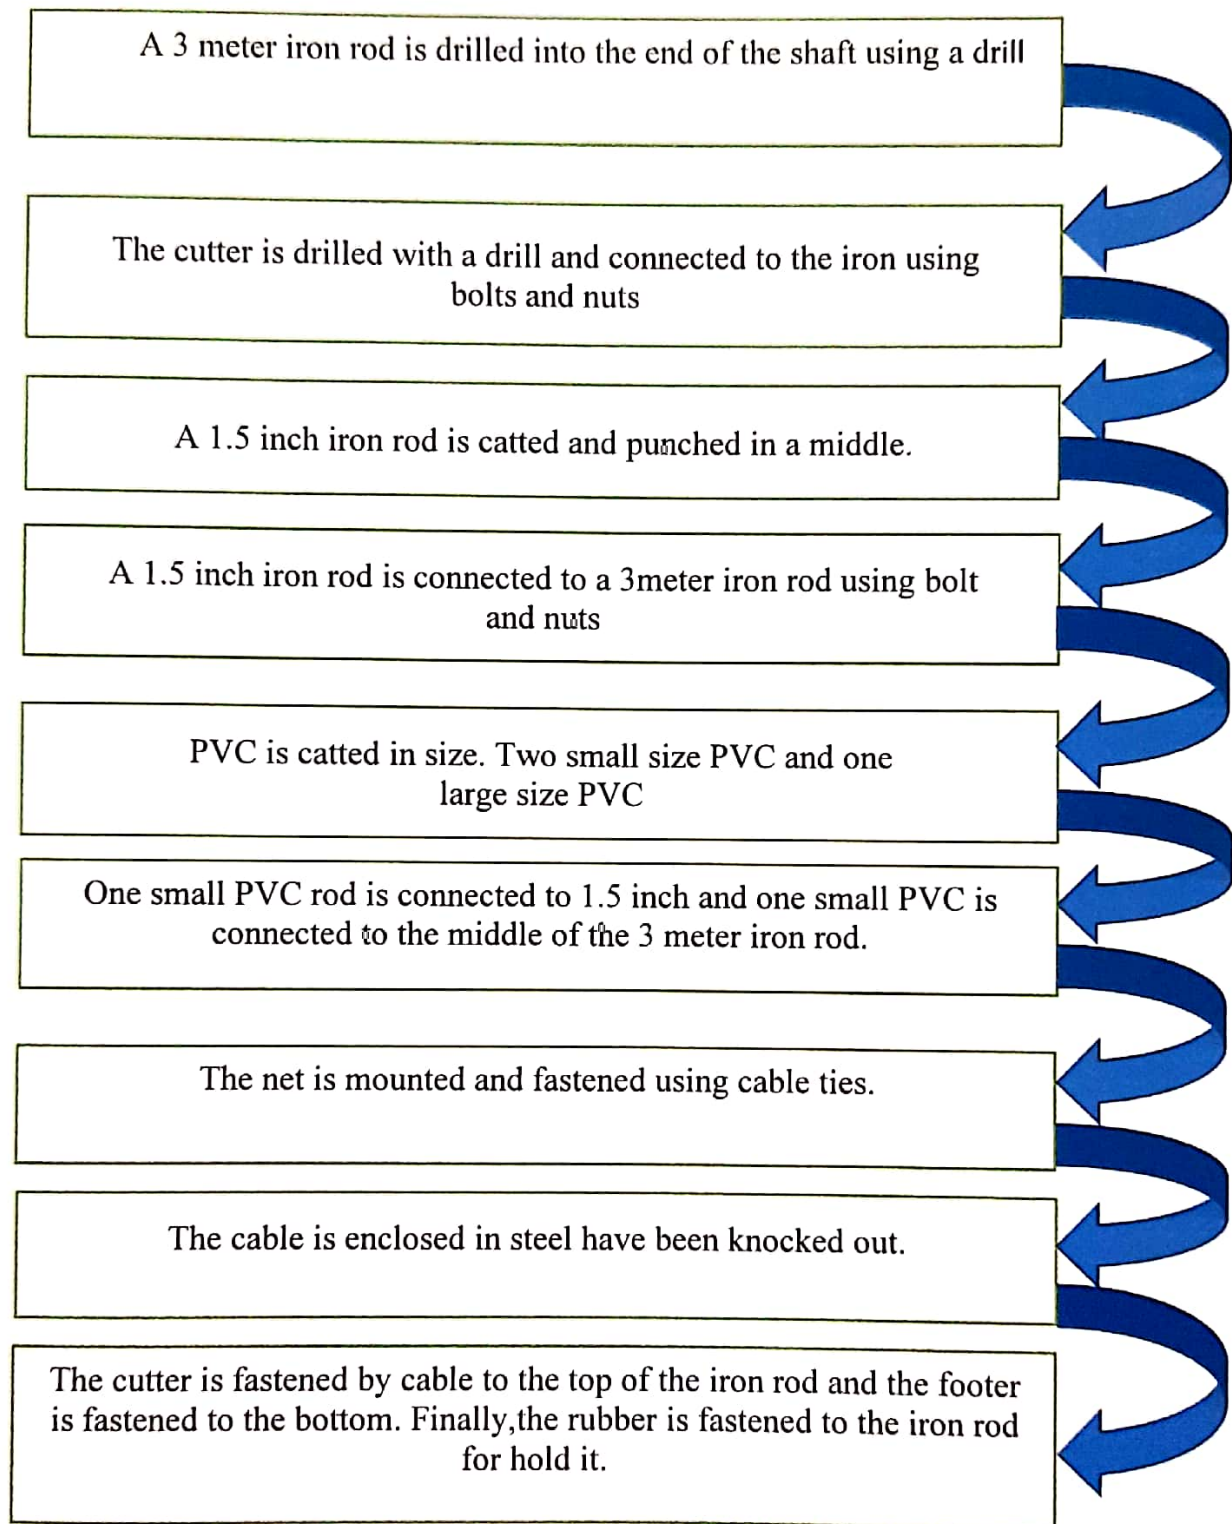 A 3 meter iron rod is drilled into the end of the shaft using a drill
The cutter is drilled with a drill and connected to the iron using
bolts and nuts
A 1.5 inch iron rod is catted and punched in a middle.
A 1.5 inch iron rod is connected to a 3meter iron rod using bolt
and nuts
PVC is catted in size. Two small size PVC and one
large size PVC
One small PVC rod is connected to 1.5 inch and one small PVC is
connected to the middle of the 3 meter iron rod.
The net is mounted and fastened using cable ties.
The cable is enclosed in steel have been knocked out.
The cutter is fastened by cable to the top of the iron rod and the footer
is fastened to the bottom. Finally,the rubber is fastened to the iron rod
for hold it.